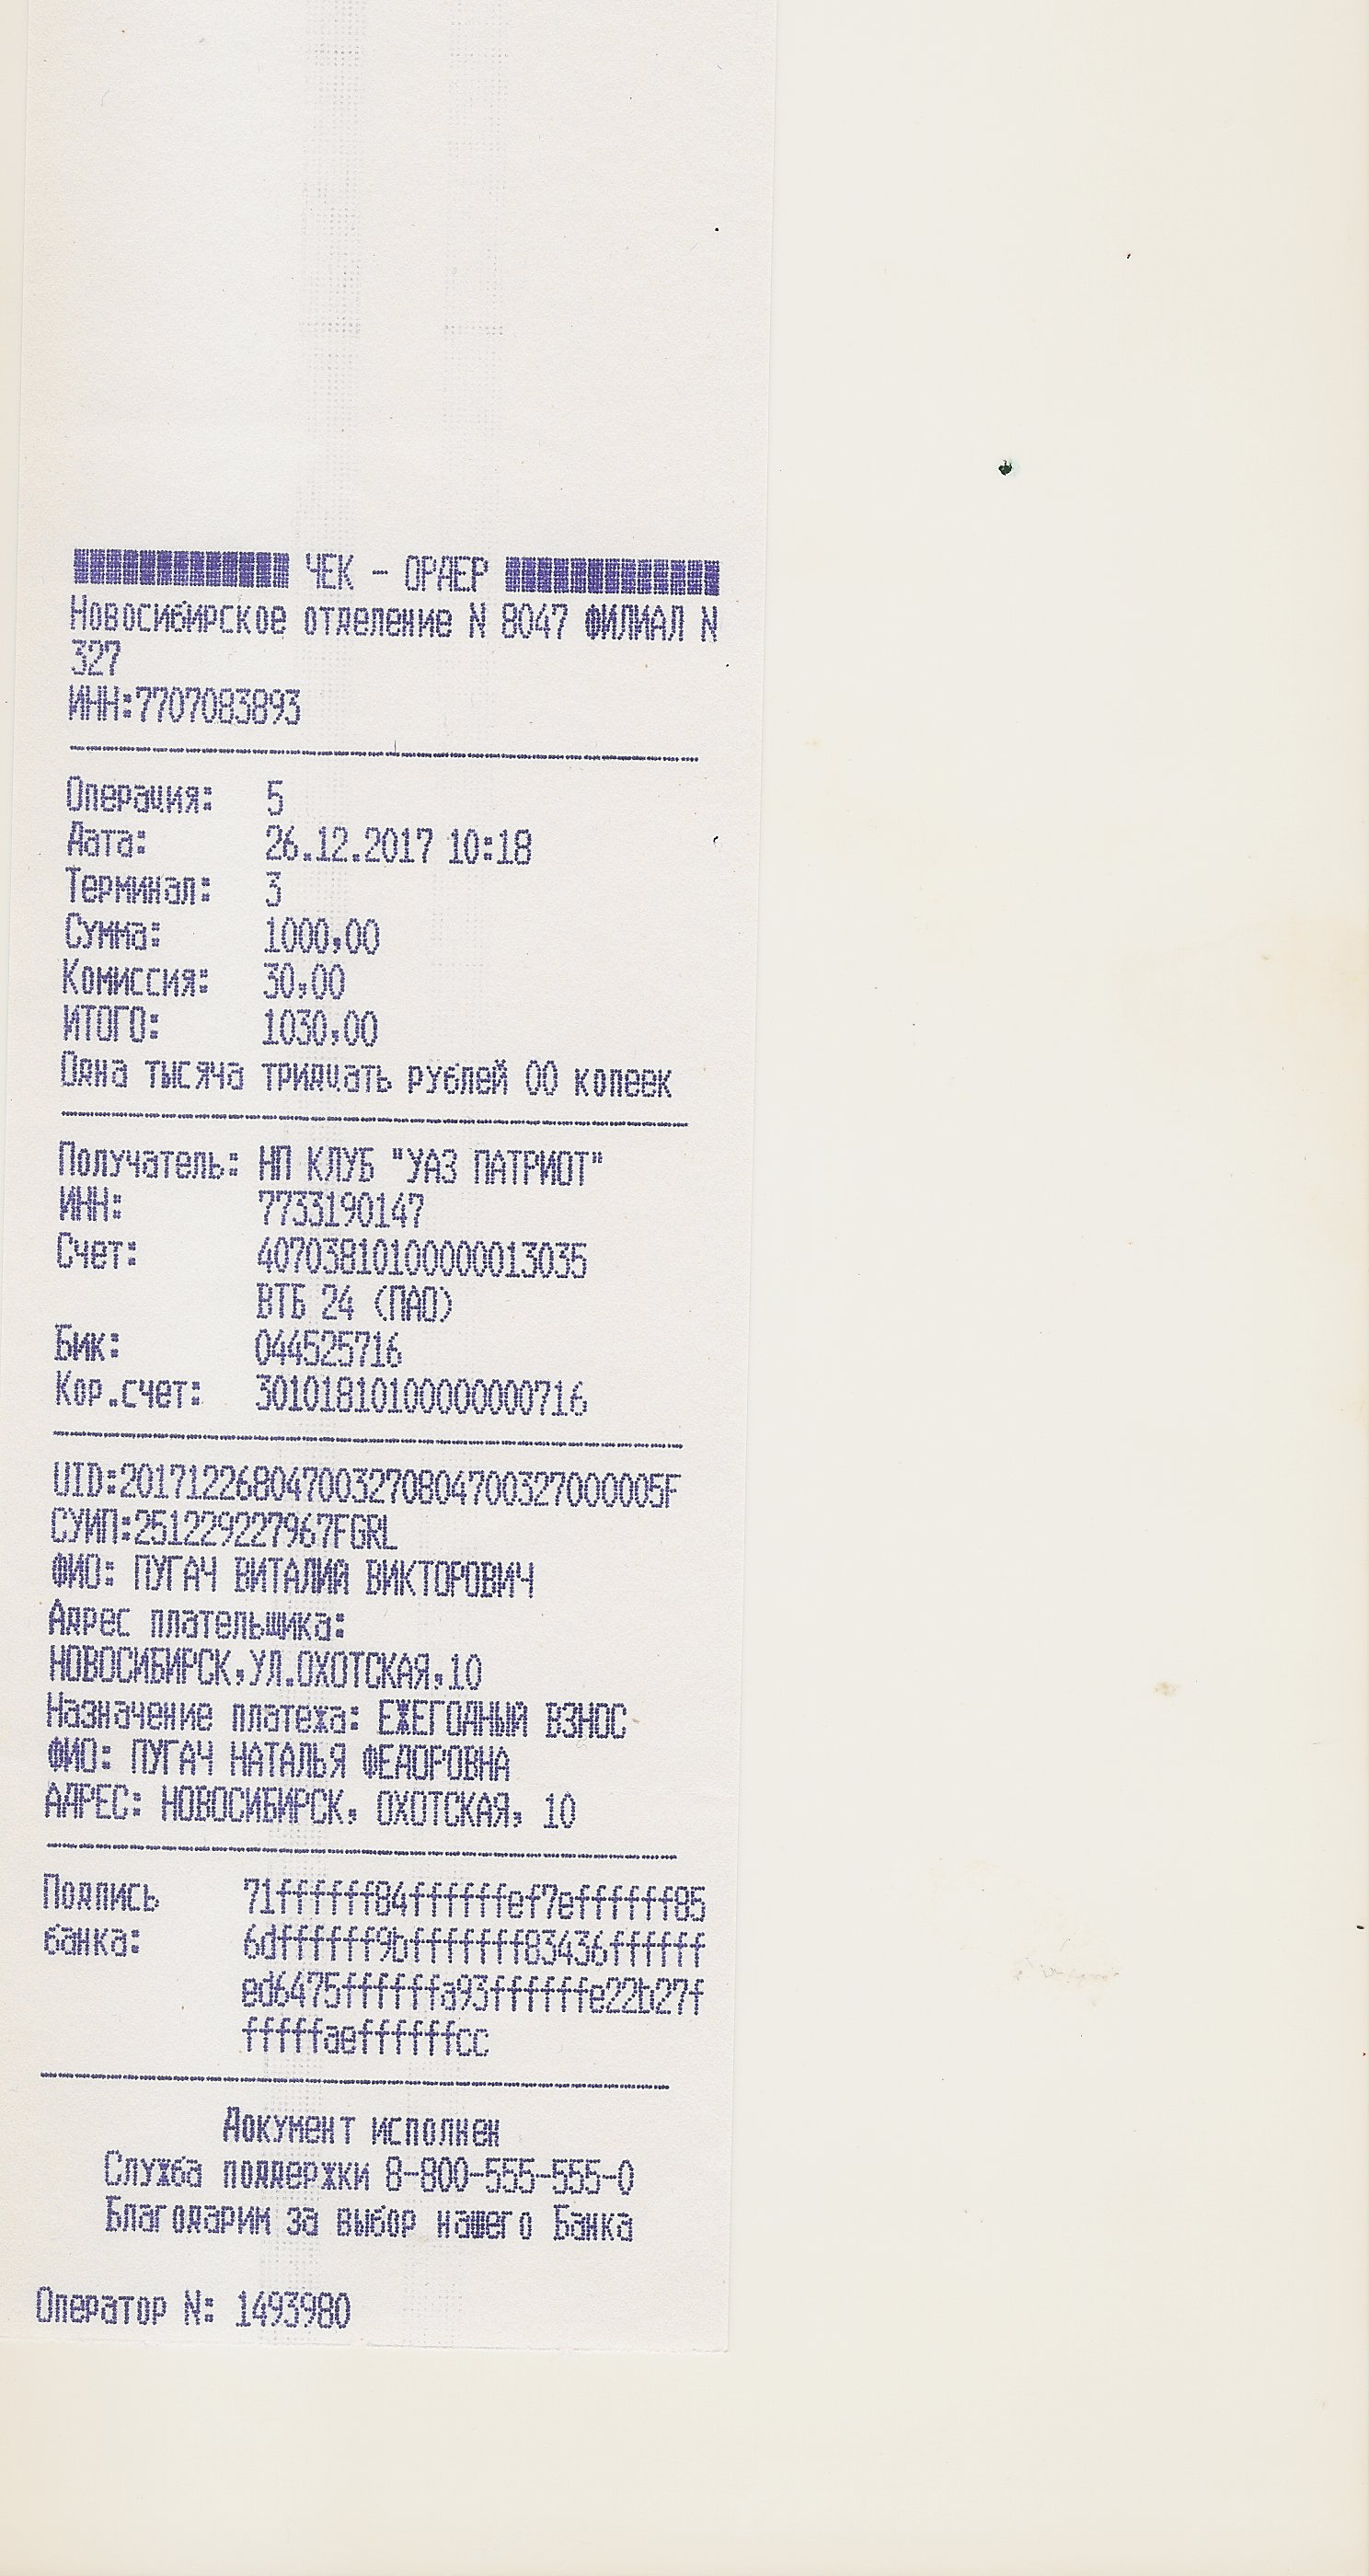 ЧЕК - ОРДЕР
Новосибирское отделение N 8047 ФИЛИАЛ N
327
ИНН:7707083893
Операция: 5
Дата: 26.12.2017 10:18
Терминал: 3
Сумма: 1000,00
Комиссия: 30,00
ИТОГО: 1030,00
Одна тысяча тридцать рублей 00 копеек
Получатель: НП КЛУБ "УАЗ ПАТРИОТ"
ИНН: 7733190147
Счет: 40703810100000013035
ВТБ 24 (ПАО)
Бик: 044525716
Кор.счет: 30101810100000000716
UID:201712268047003270804700327000005F
СУИП:251229227967FGRL
ФИО: ПУГАЧ ВИТАЛИЙ ВИКТОРОВИЧ
Адрес плательщика:
НОВОСИБИРСК,УЛ.ОХОТСКАЯ,10
Назначение платежа: ЕЖЕГОДНЫЙ ВЗНОС
ФИО: ПУГАЧ НАТАЛЬЯ ФЕДОРОВНА
АДРЕС: НОВОСИБИРСК, ОХОТСКАЯ, 10
Подпись 71ffffff84ffffffef7effffff85
банка: 6dffffff9bfffffff83436ffffff
ed6475ffffffa93ffffffe22b27f
fffffaeffffffcc
Документ исполнен
Служба поддержки 8-800-555-555-0
Благодарим за выбор нашего Банка
Оператор N: 1493980